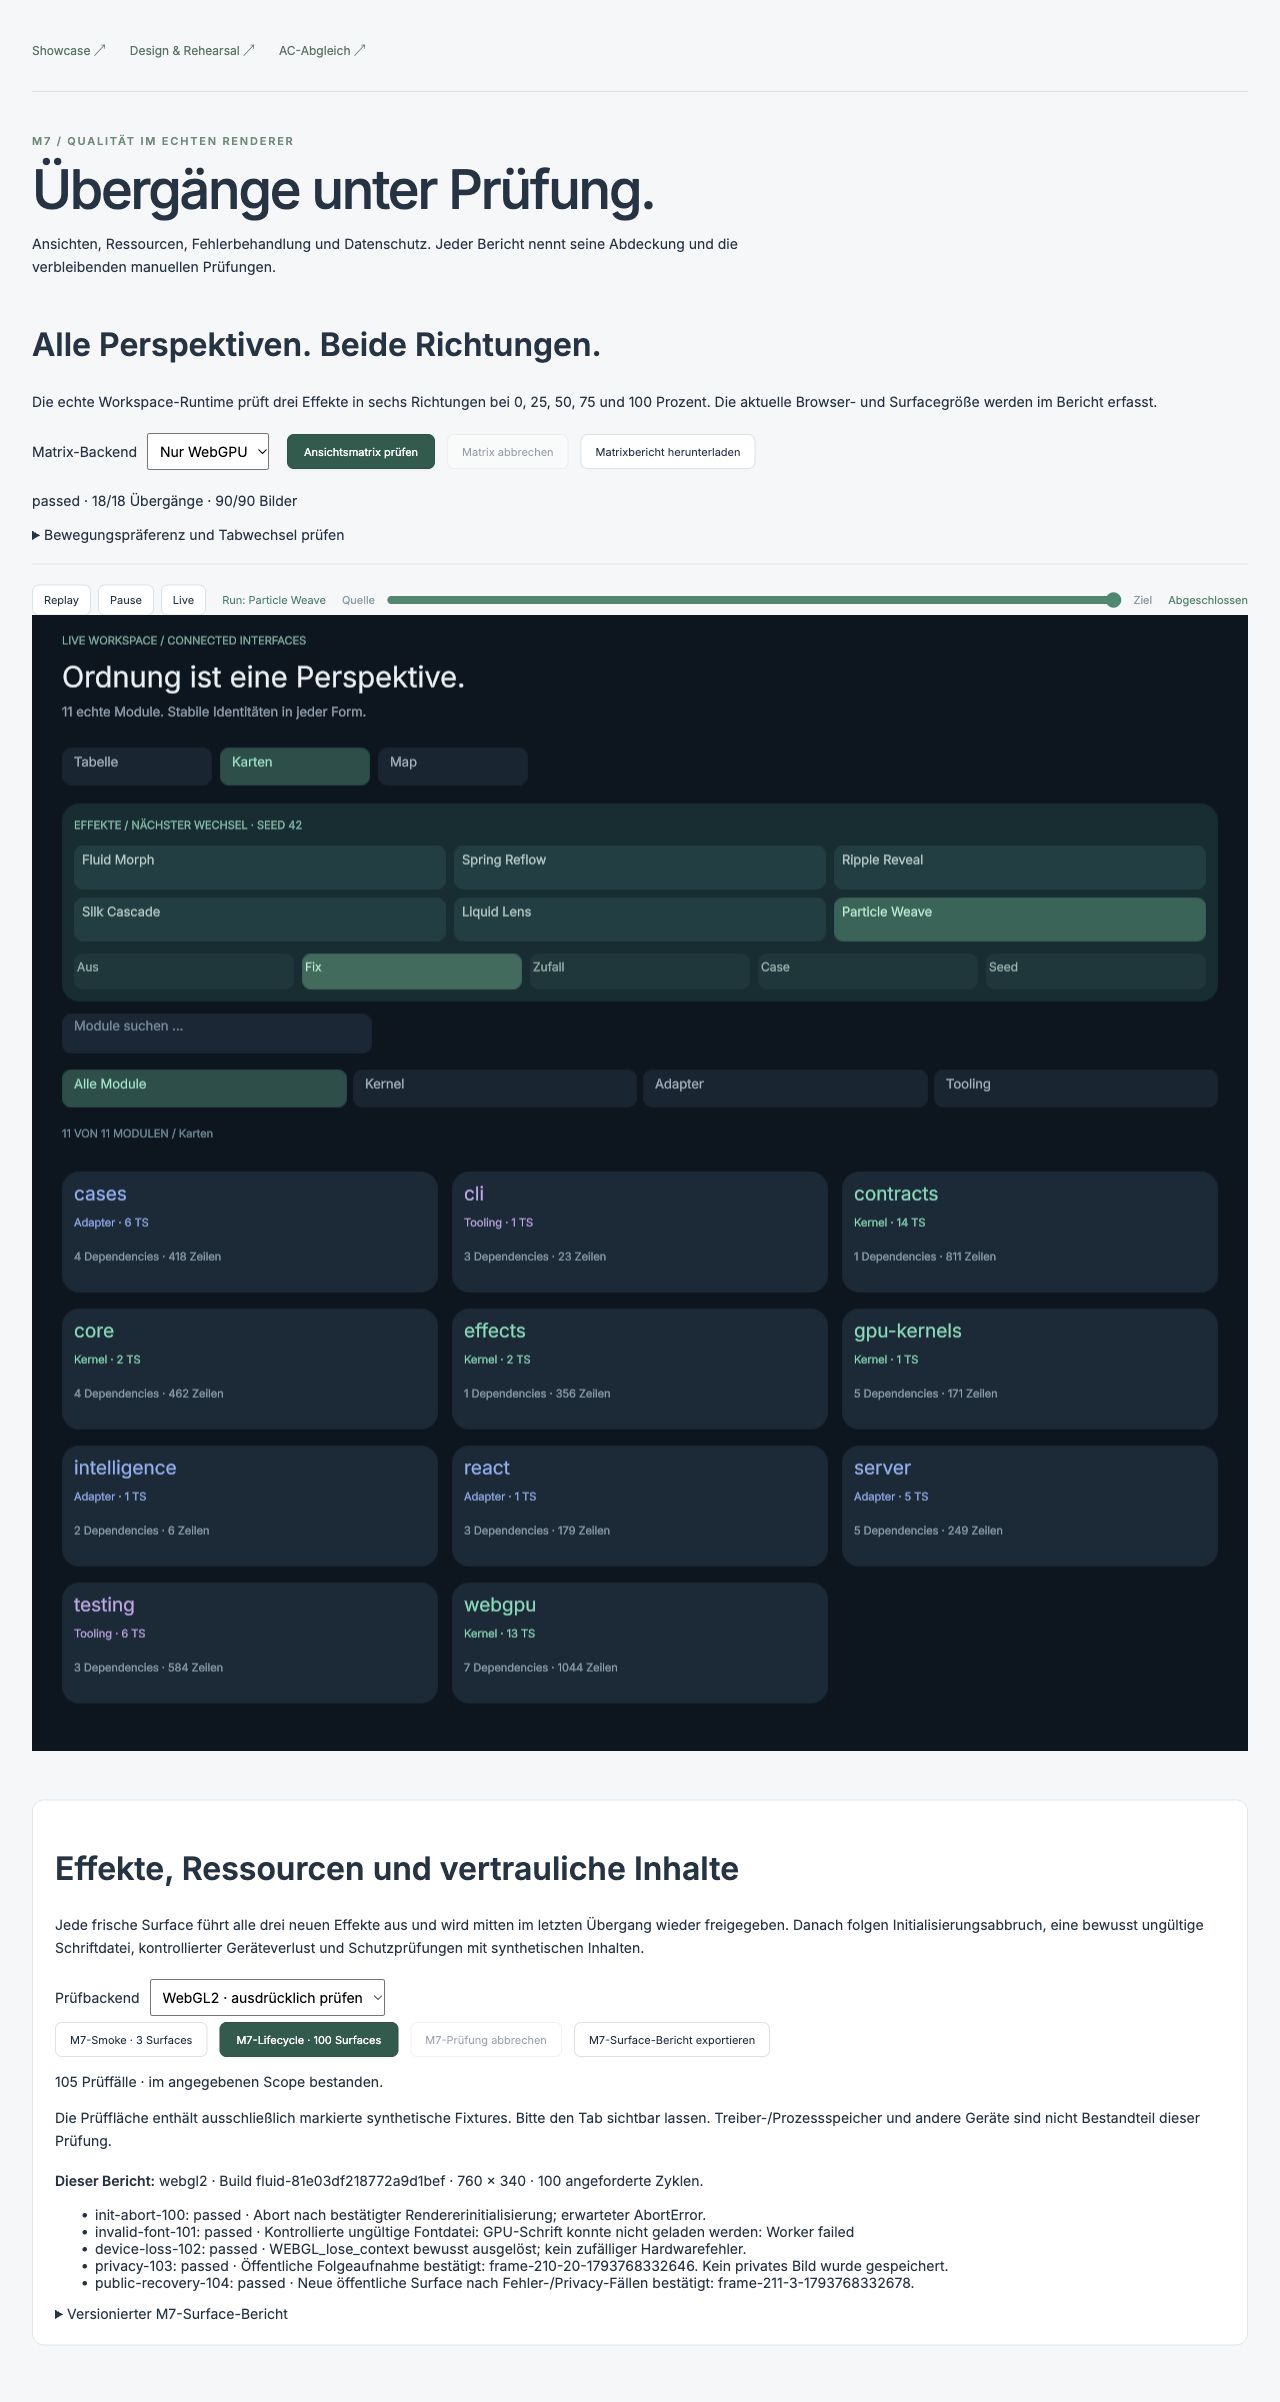 Showcase ↗ Design & Rehearsal ↗ AC-Abgleich ↗
M7 / QUALITÄT IM ECHTEN RENDERER
Übergänge unter Prüfung.
Ansichten, Ressourcen, Fehlerbehandlung und Datenschutz. Jeder Bericht nennt seine Abdeckung und die
verbleibenden manuellen Prüfungen.
Alle Perspektiven. Beide Richtungen.
Die echte Workspace-Runtime prüft drei Effekte in sechs Richtungen bei 0, 25, 50, 75 und 100 Prozent. Die aktuelle Browser- und Surfacegröße werden im Bericht erfasst.
Matrix-Backend Nur WebGPU Ansichtsmatrix prüfen Matrix abbrechen Matrixbericht herunterladen
passed · 18/18 Übergänge · 90/90 Bilder
▶ Bewegungspräferenz und Tabwechsel prüfen
Replay Pause Live Run: Particle Weave Quelle Ziel Abgeschlossen
LIVE WORKSPACE / CONNECTED INTERFACES
Ordnung ist eine Perspektive.
11 echte Module. Stabile Identitäten in jeder Form.
Tabelle Karten Map
EFFEKTE / NÄCHSTER WECHSEL · SEED 42
Fluid Morph Spring Reflow Ripple Reveal
Silk Cascade Liquid Lens Particle Weave
Aus Fix Zufall Case Seed
Module suchen ...
Alle Module Kernel Adapter Tooling
11 VON 11 MODULEN / Karten
cases cli contracts
Adapter · 6 TS Tooling · 1 TS Kernel · 14 TS
4 Dependencies · 418 Zeilen 3 Dependencies · 23 Zeilen 1 Dependencies · 811 Zeilen
core effects gpu-kernels
Kernel · 2 TS Kernel · 2 TS Kernel · 1 TS
4 Dependencies · 462 Zeilen 1 Dependencies · 356 Zeilen 5 Dependencies · 171 Zeilen
intelligence react server
Adapter · 1 TS Adapter · 1 TS Adapter · 5 TS
2 Dependencies · 6 Zeilen 3 Dependencies · 179 Zeilen 5 Dependencies · 249 Zeilen
testing webgpu
Tooling · 6 TS Kernel · 13 TS
3 Dependencies · 584 Zeilen 7 Dependencies · 1044 Zeilen
Effekte, Ressourcen und vertrauliche Inhalte
Jede frische Surface führt alle drei neuen Effekte aus und wird mitten im letzten Übergang wieder freigegeben. Danach folgen Initialisierungsabbruch, eine bewusst ungültige
Schriftdatei, kontrollierter Geräteverlust und Schutzprüfungen mit synthetischen Inhalten.
Prüfbackend WebGL2 · ausdrücklich prüfen
M7-Smoke · 3 Surfaces M7-Lifecycle · 100 Surfaces M7-Prüfung abbrechen M7-Surface-Bericht exportieren
105 Prüffälle · im angegebenen Scope bestanden.
Die Prüffläche enthält ausschließlich markierte synthetische Fixtures. Bitte den Tab sichtbar lassen. Treiber-/Prozessspeicher und andere Geräte sind nicht Bestandteil dieser
Prüfung.
Dieser Bericht: webgl2 · Build fluid-81e03df218772a9d1bef · 760 × 340 · 100 angeforderte Zyklen.
• init-abort-100: passed · Abort nach bestätigter Rendererinitialisierung; erwarteter AbortError.
• invalid-font-101: passed · Kontrollierte ungültige Fontdatei: GPU-Schrift konnte nicht geladen werden: Worker failed
• device-loss-102: passed · WEBGL_lose_context bewusst ausgelöst; kein zufälliger Hardwarefehler.
• privacy-103: passed · Öffentliche Folgeaufnahme bestätigt: frame-210-20-1793768332646. Kein privates Bild wurde gespeichert.
• public-recovery-104: passed · Neue öffentliche Surface nach Fehler-/Privacy-Fällen bestätigt: frame-211-3-1793768332678.
▶ Versionierter M7-Surface-Bericht